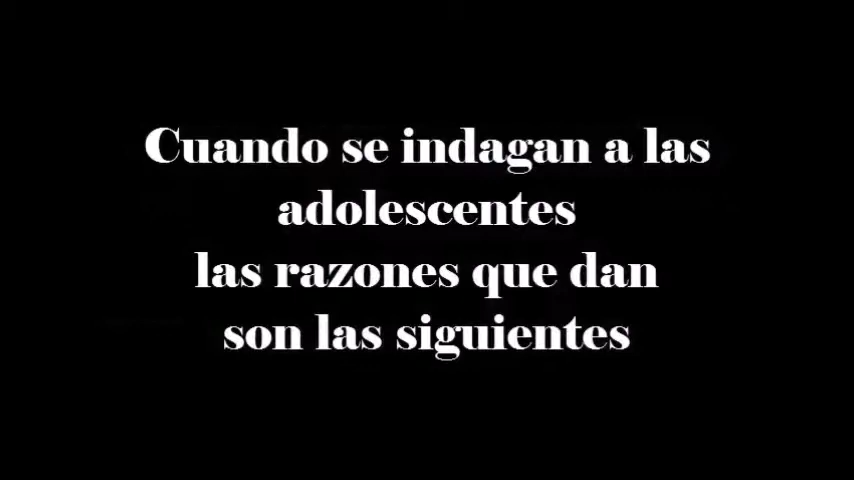 Cuando se indagan a las
adolescentes
las razones que dan
son las siguientes